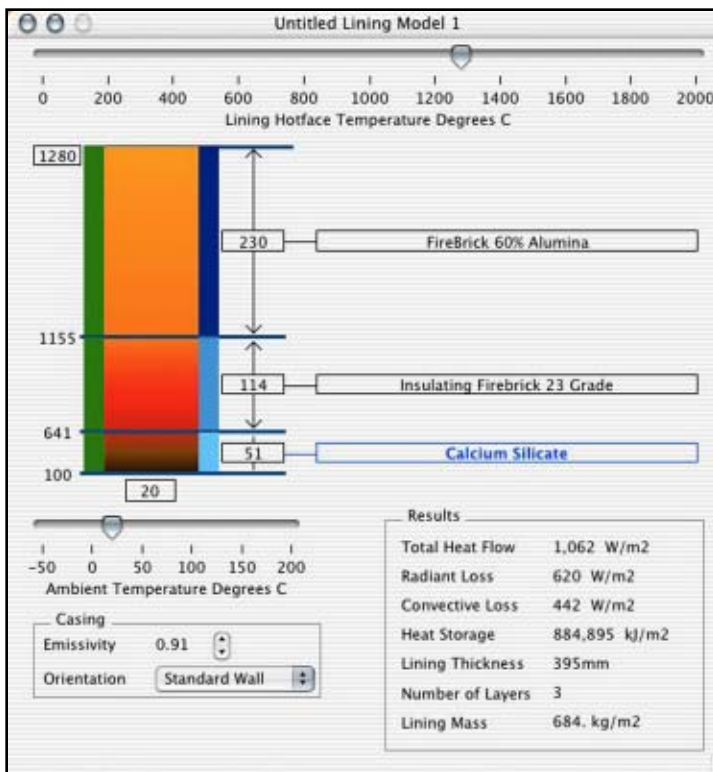 Untitled Lining Model 1
0 200 400 600 800 1000 1200 1400 1600 1800 2000
Lining Hotface Temperature Degrees C
1280
230 FireBrick 60% Alumina
1155
114 Insulating Firebrick 23 Grade
641
51 Calcium Silicate
100
20
-50 0 50 100 150 200
Ambient Temperature Degrees C
Casing
Emissivity 0.91
Orientation Standard Wall
Results
Total Heat Flow 1,062 W/m2
Radiant Loss 620 W/m2
Convective Loss 442 W/m2
Heat Storage 884,895 kJ/m2
Lining Thickness 395mm
Number of Layers 3
Lining Mass 684. kg/m2